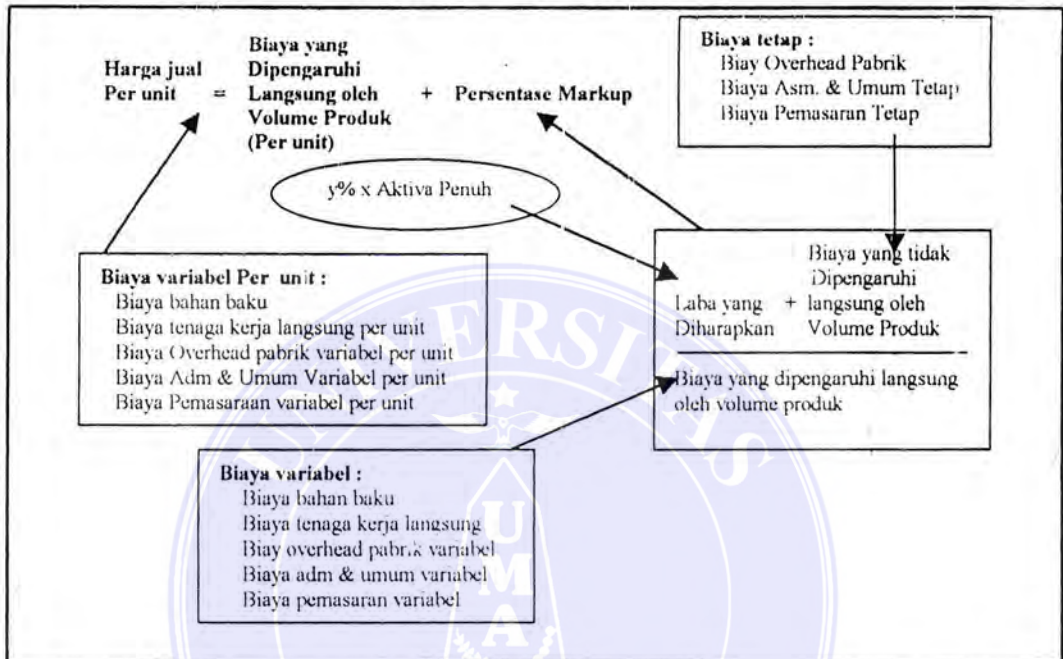 Harga jual
Per unit =
Biaya yang
Dipengaruhi
Langsung oleh
Volume Produk
(Per unit)
+ Persentase Markup
Biaya tetap :
Biay Overhead Pabrik
Biaya Asm. & Umum Tetap
Biaya Pemasaran Tetap
y% x Aktiva Penuh
Biaya variabel Per unit :
Biaya bahan baku
Biaya tenaga kerja langsung per unit
Biaya Overhead pabrik variabel per unit
Biaya Adm & Umum Variabel per unit
Biaya Pemasaraan variabel per unit
Laba yang
Diharapkan
+
Biaya yang tidak
Dipengaruhi
langsung oleh
Volume Produk
Biaya yang dipengaruhi langsung
oleh volume produk
Biaya variabel :
Biaya bahan baku
Biaya tenaga kerja langsung
Biay overhead pabrik variabel
Biaya adm & umum variabel
Biaya pemasaran variabel
UNIVERSITAS
UMA